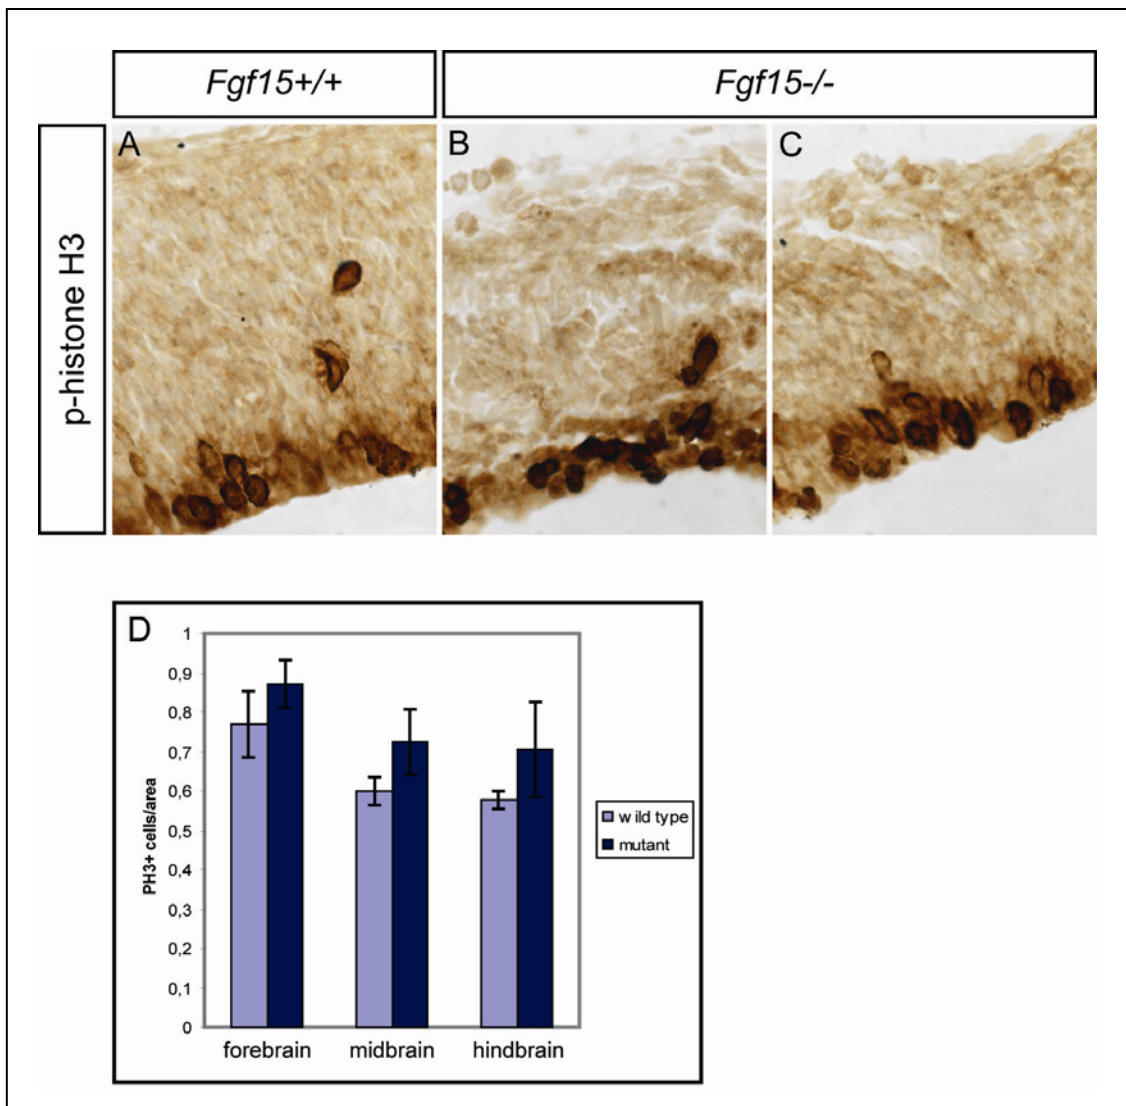 Fgf15+/+
Fgf15-/-
p-histone H3
A
B
C
D
PH3+ cells/area
1
0,9
0,8
0,7
0,6
0,5
0,4
0,3
0,2
0,1
0
forebrain
midbrain
hindbrain
wild type
mutant